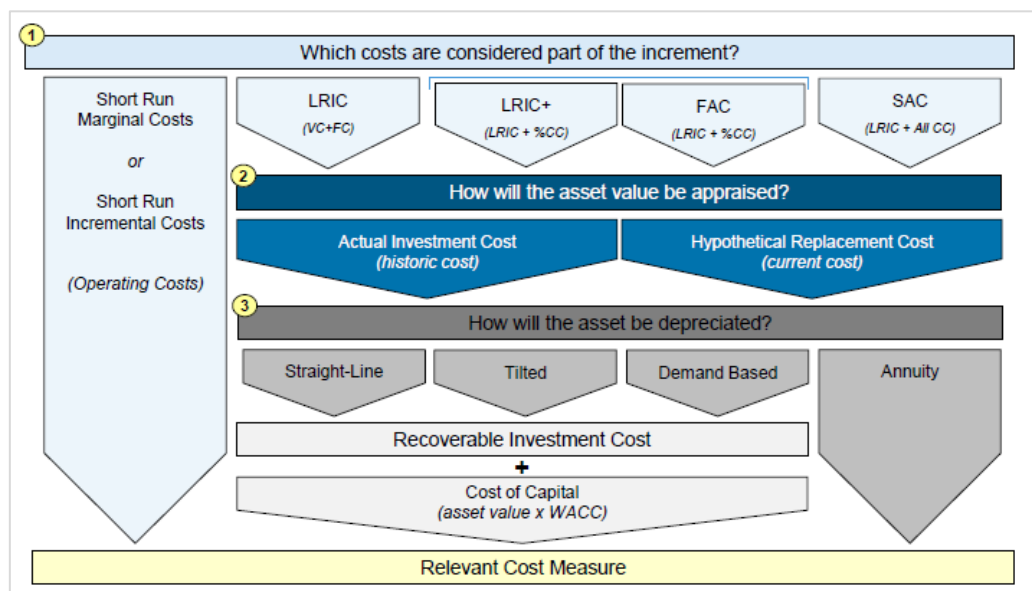 1
Which costs are considered part of the increment?
Short Run
Marginal Costs
or
Short Run
Incremental Costs
(Operating Costs)
LRIC
(VC+FC)
LRIC+
(LRIC + %CC)
FAC
(LRIC + %CC)
SAC
(LRIC + All CC)
2
How will the asset value be appraised?
Actual Investment Cost
(historic cost)
Hypothetical Replacement Cost
(current cost)
3
How will the asset be depreciated?
Straight-Line
Tilted
Demand Based
Annuity
Recoverable Investment Cost
+
Cost of Capital
(asset value x WACC)
Relevant Cost Measure